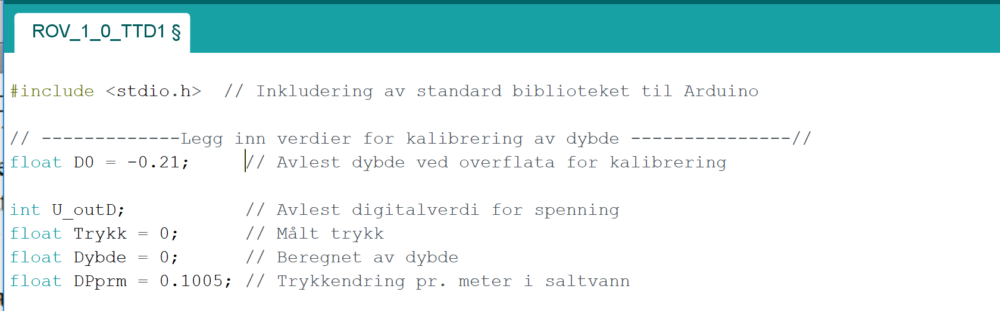 ROV_1_0_TTD1 §
#include <stdio.h>  // Inkludering av standard biblioteket til Arduino
// -------------Legg inn verdier for kalibrering av dybde ---------------//
float D0 = -0.21;     // Avlest dybde ved overflata for kalibrering
int U_outD;           // Avlest digitalverdi for spenning
float Trykk = 0;      // Målt trykk
float Dybde = 0;      // Beregnet av dybde
float DPprm = 0.1005; // Trykkendring pr. meter i saltvann